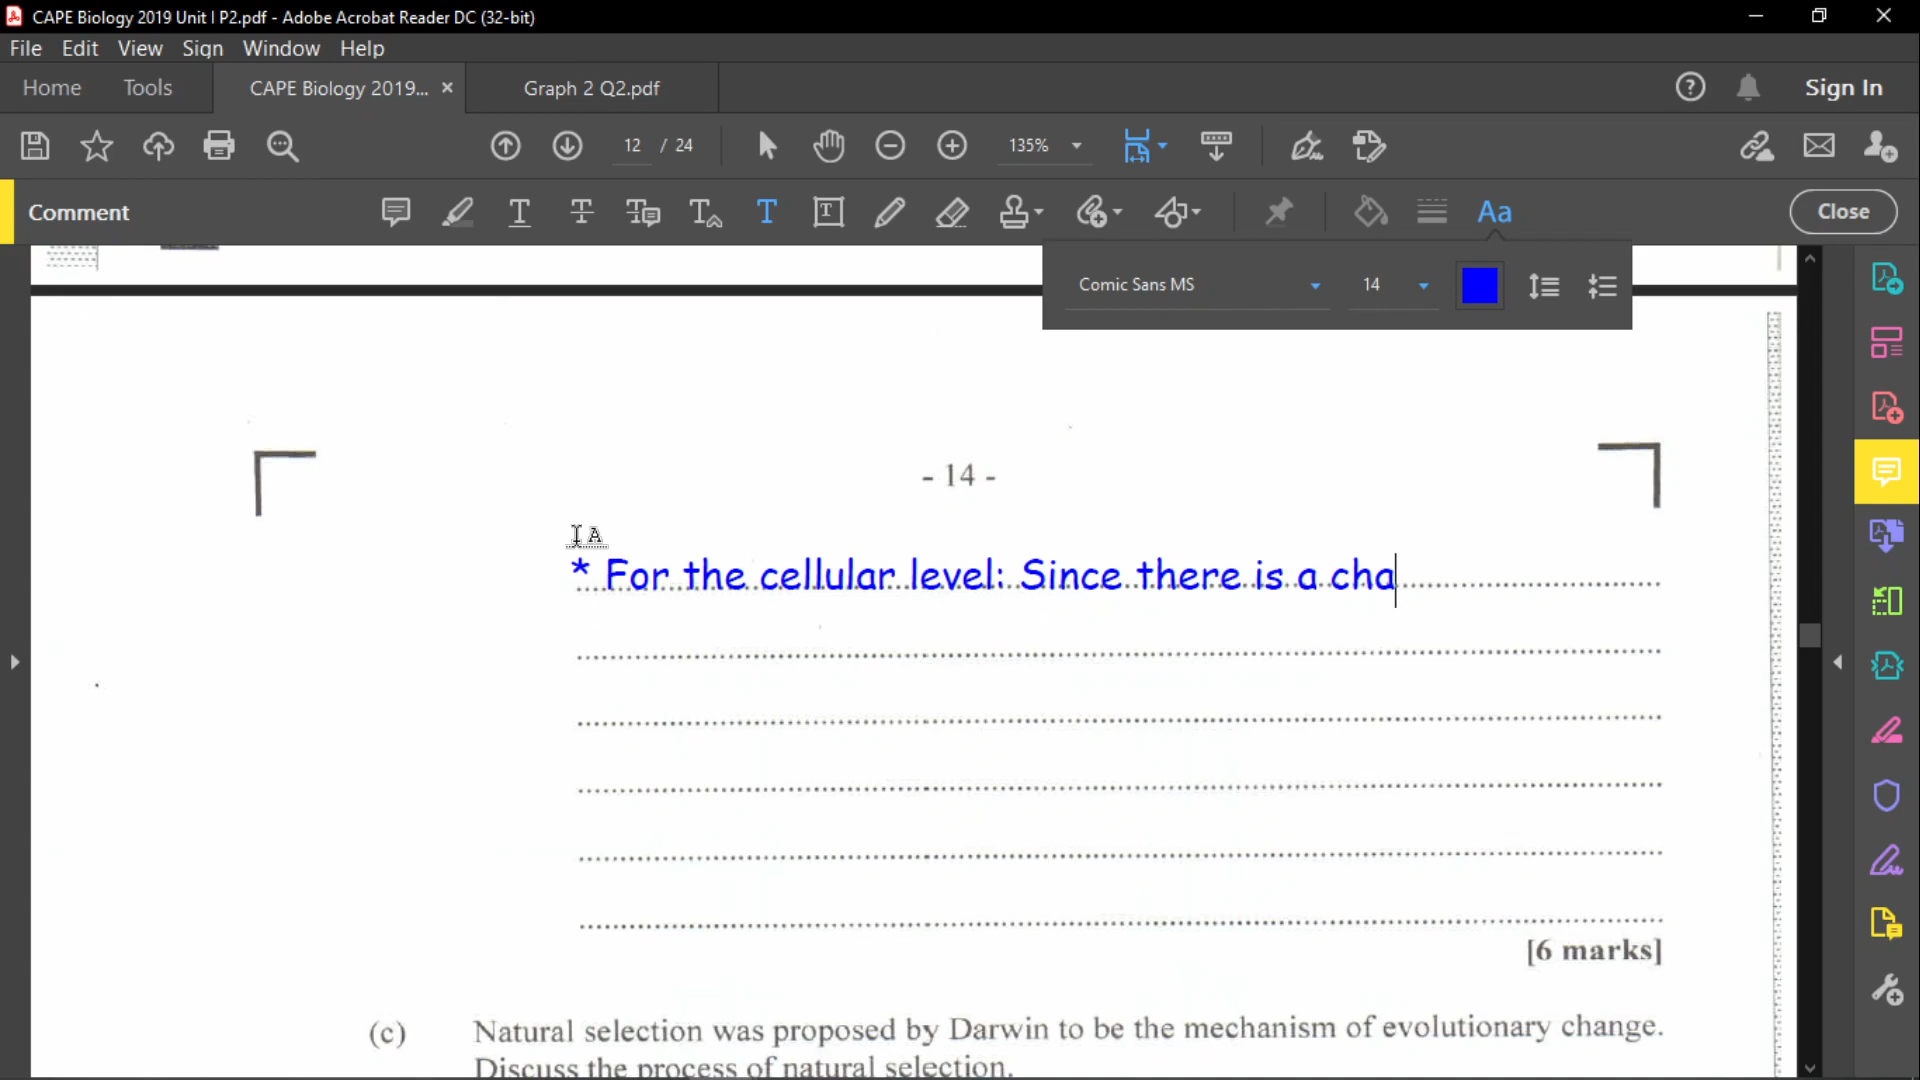 CAPE Biology 2019 Unit I P2.pdf - Adobe Acrobat Reader DC (32-bit)
File Edit View Sign Window Help
Home Tools CAPE Biology 2019... × Graph 2 Q2.pdf Sign In
12 / 24 135%
Comment Aa Close
Comic Sans MS 14
- 14 -
* For the cellular level: Since there is a cha
[6 marks]
(c) Natural selection was proposed by Darwin to be the mechanism of evolutionary change.
Discuss the process of natural selection.